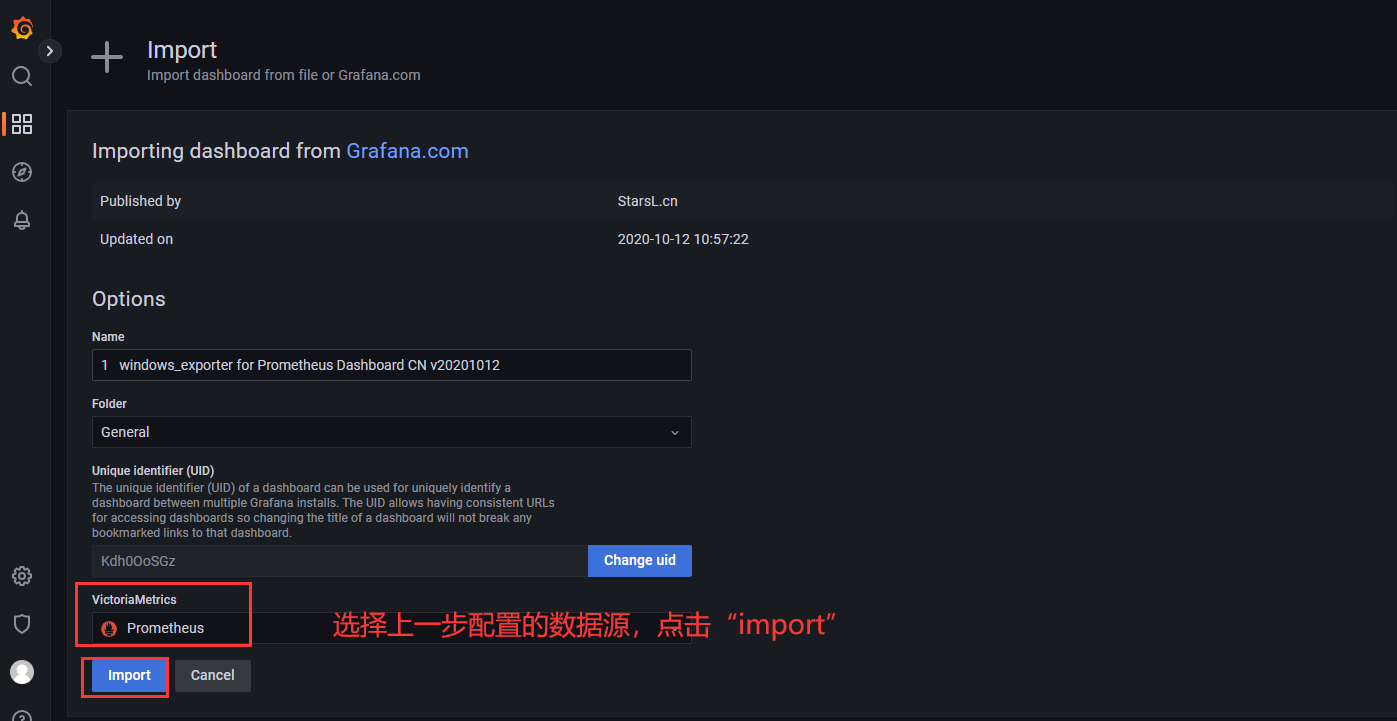 Import
Import dashboard from file or Grafana.com
Importing dashboard from Grafana.com
Published by StarsL.cn
Updated on 2020-10-12 10:57:22
Options
Name
1 windows_exporter for Prometheus Dashboard CN v20201012
Folder
General
Unique identifier (UID)
The unique identifier (UID) of a dashboard can be used for uniquely identify a
dashboard between multiple Grafana installs. The UID allows having consistent URLs
for accessing dashboards so changing the title of a dashboard will not break any
bookmarked links to that dashboard.
Kdh0OoSGz Change uid
VictoriaMetrics
Prometheus
选择上一步配置的数据源，点击“import”
Import Cancel